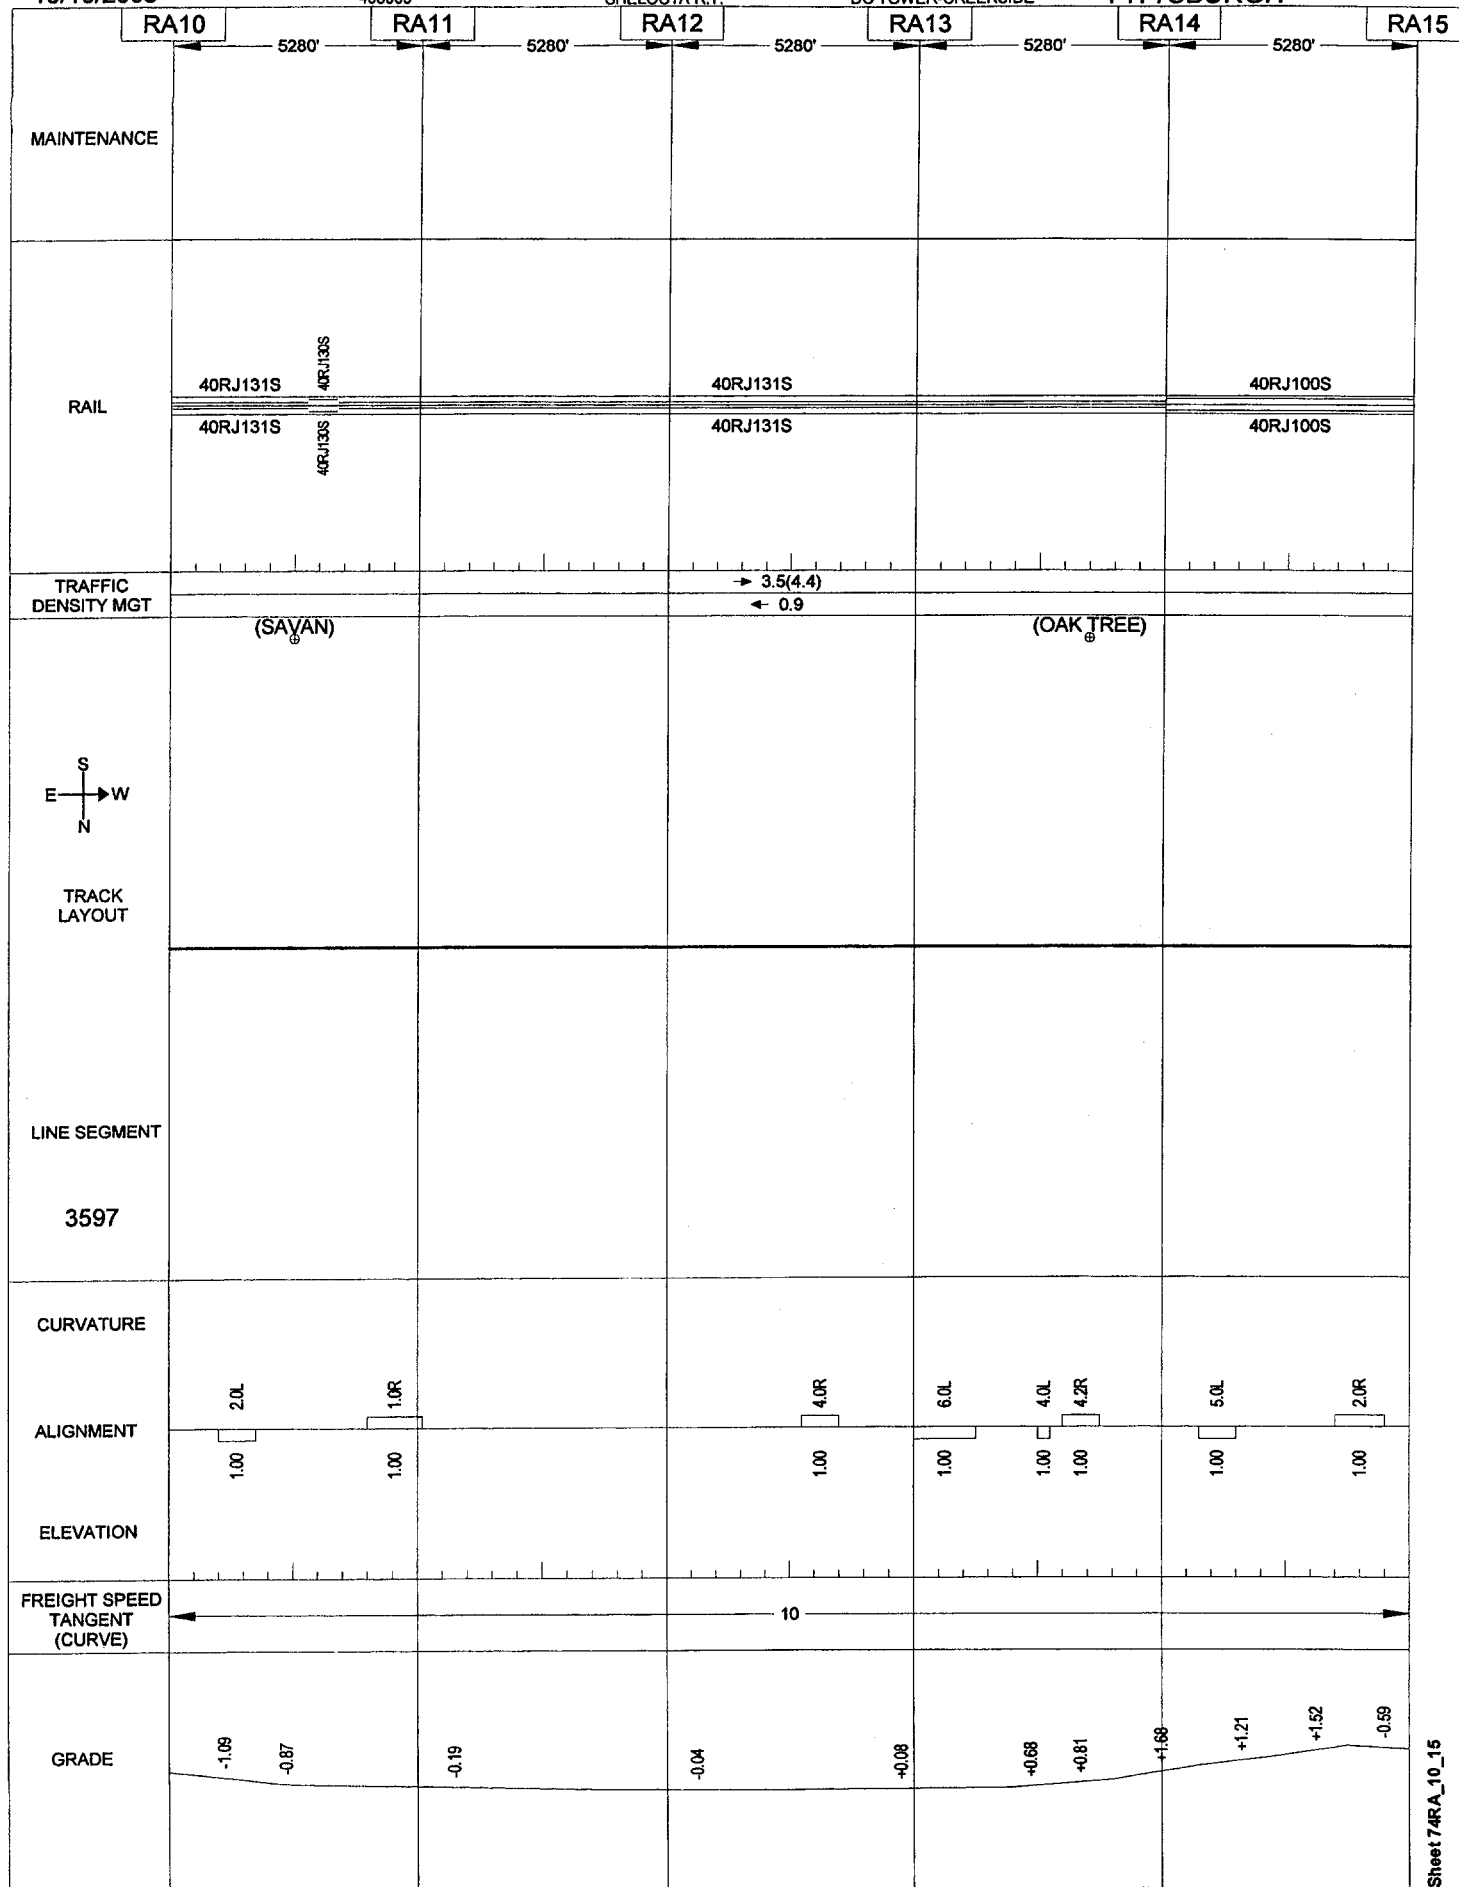 RA10 RA11 RA12 RA13 RA14 RA15
5280' 5280' 5280' 5280' 5280'
MAINTENANCE
40RJ130S
40RJ131S 40RJ131S 40RJ100S
RAIL
40RJ131S 40RJ131S 40RJ100S
40RJ130S
TRAFFIC
DENSITY MGT
3.5(4.4)
0.9
(SAVAN) (OAK TREE)
S
E W
N
TRACK
LAYOUT
LINE SEGMENT
3597
CURVATURE
2.0L 1.0R 4.0R 6.0L 4.0L 4.2R 5.0L 2.0R
ALIGNMENT
1.00 1.00 1.00 1.00 1.00 1.00 1.00 1.00
ELEVATION
FREIGHT SPEED
TANGENT
(CURVE)
10
GRADE
-1.09 -0.87 -0.19 -0.04 +0.08 +0.68 +0.81 +1.68 +1.21 +1.52 -0.59
Sheet 74RA_10_15